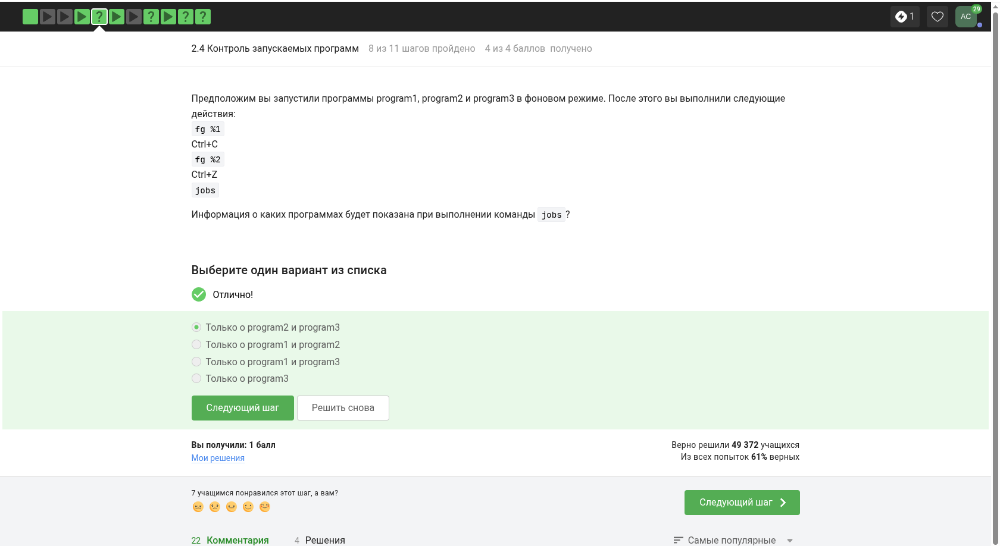 ? ? ? ?
1
AC
29
2.4 Контроль запускаемых программ 8 из 11 шагов пройдено 4 из 4 баллов получено
Предположим вы запустили программы program1, program2 и program3 в фоновом режиме. После этого вы выполнили следующие
действия:
fg %1
Ctrl+C
fg %2
Ctrl+Z
jobs
Информация о каких программах будет показана при выполнении команды jobs?
Выберите один вариант из списка
Отлично!
Только о program2 и program3
Только о program1 и program2
Только о program1 и program3
Только о program3
Следующий шаг Решить снова
Вы получили: 1 балл
Мои решения
Верно решили 49 372 учащихся
Из всех попыток 61% верных
7 учащимся понравился этот шаг, а вам?
Следующий шаг
22 Комментария 4 Решения Самые популярные